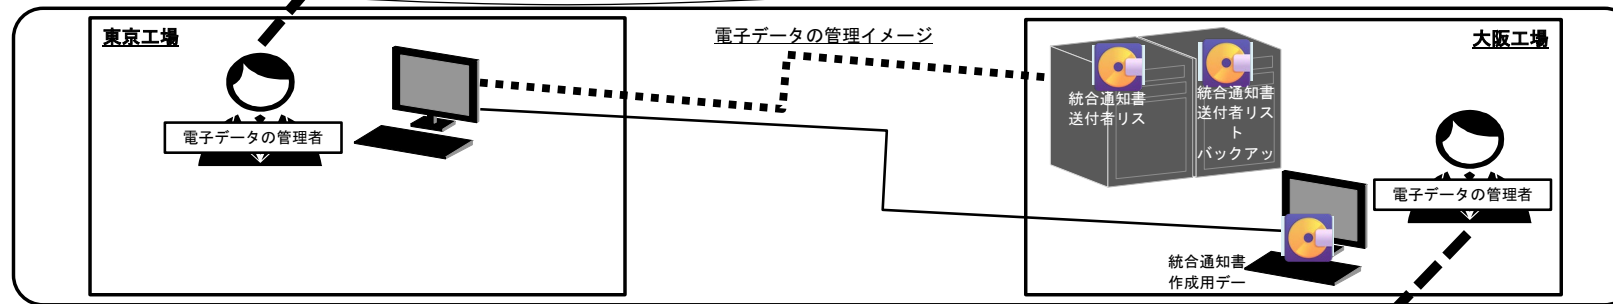 東京工場
電子データの管理イメージ
大阪工場
電子データの管理者
統合通知書
送付者リス
統合通知書
送付者リス
ト
バックアッ
電子データの管理者
統合通知書
作成用デー